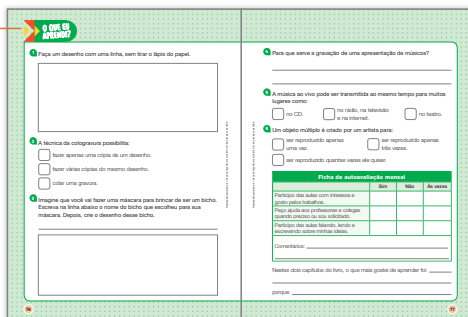 O QUE EU
APRENDI?
1 Faça um desenho com uma linha, sem tirar o lápis do papel.
2 A técnica da cologravura possibilita:
fazer apenas uma cópia de um desenho.
fazer várias cópias do mesmo desenho.
colar uma gravura.
3 Imagine que você vai fazer uma máscara para brincar de ser um bicho.
Escreva na linha abaixo o nome do bicho que escolheu para sua
máscara. Depois, crie o desenho desse bicho.
76
4 Para que serve a gravação de uma apresentação de músicos?
5 A música ao vivo pode ser transmitida ao mesmo tempo para muitos
lugares como:
no CD.
no rádio, na televisão
e na internet.
no teatro.
6 Um objeto múltiplo é criado por um artista para:
ser reproduzido apenas
uma vez.
ser reproduzido apenas
três vezes.
ser reproduzido quantas vezes ele quiser.
Ficha de autoavaliação mensal
Sim Não Às vezes
Participo das aulas com interesse e
gosto pelos trabalhos.
Peço ajuda aos professores e colegas
quando preciso ou sou solicitado.
Participo das aulas falando, lendo e
escrevendo sobre minhas ideias.
Comentários:
Nestes dois capítulos do livro, o que mais gostei de aprender foi
porque
77